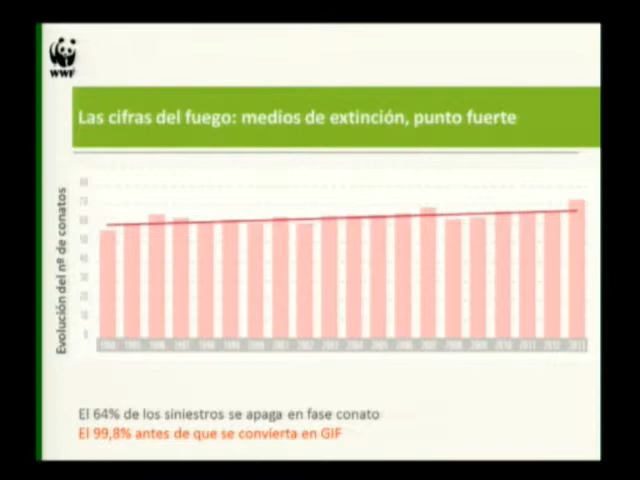 WWF
Las cifras del fuego: medios de extinción, punto fuerte
Evolución del nº de conatos
El 64% de los siniestros se apaga en fase conato
El 99,8% antes de que se convierta en GIF